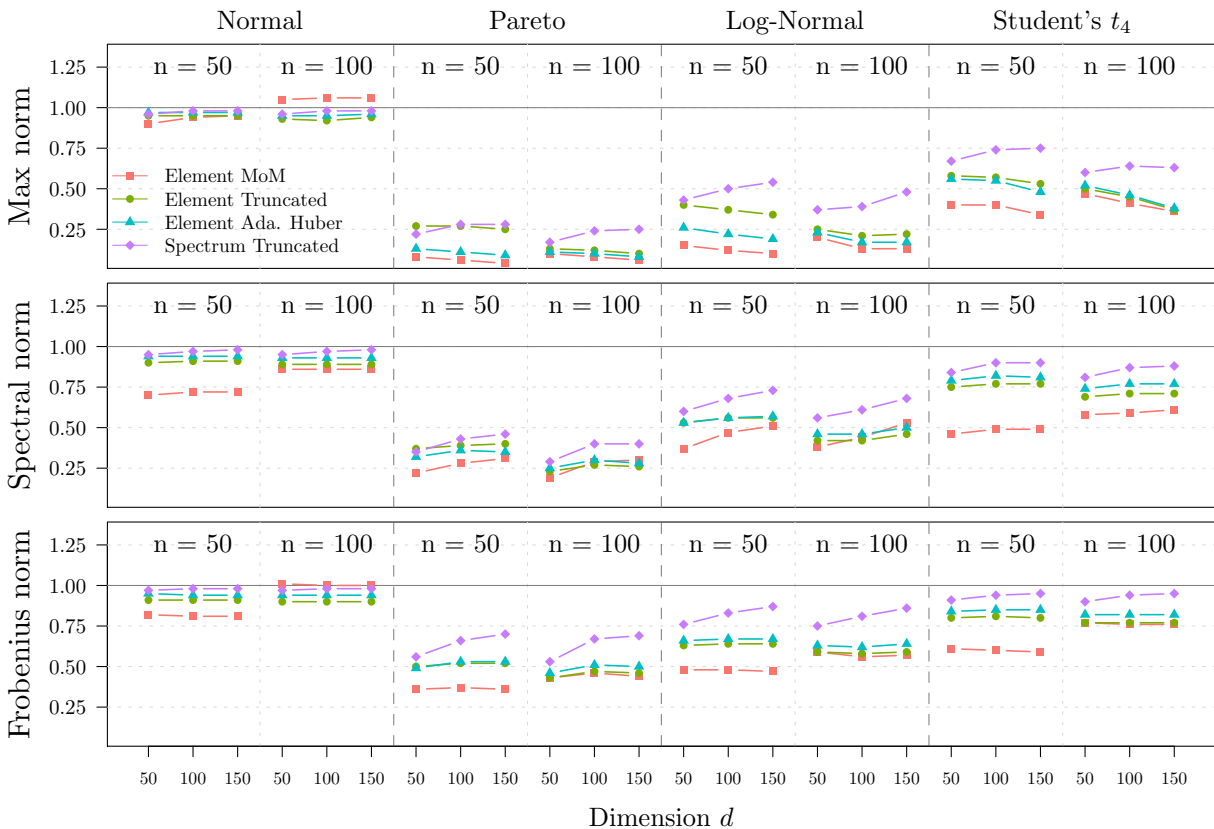 Normal Pareto Log-Normal Student's t₄
Max norm
1.25
1.00
0.75
0.50
0.25
n = 50 n = 100 n = 50 n = 100 n = 50 n = 100 n = 50 n = 100
Element MoM
Element Truncated
Element Ada. Huber
Spectrum Truncated
Spectral norm
1.25
1.00
0.75
0.50
0.25
n = 50 n = 100 n = 50 n = 100 n = 50 n = 100 n = 50 n = 100
Frobenius norm
1.25
1.00
0.75
0.50
0.25
n = 50 n = 100 n = 50 n = 100 n = 50 n = 100 n = 50 n = 100
50 100 150 50 100 150 50 100 150 50 100 150 50 100 150 50 100 150 50 100 150 50 100 150
Dimension d